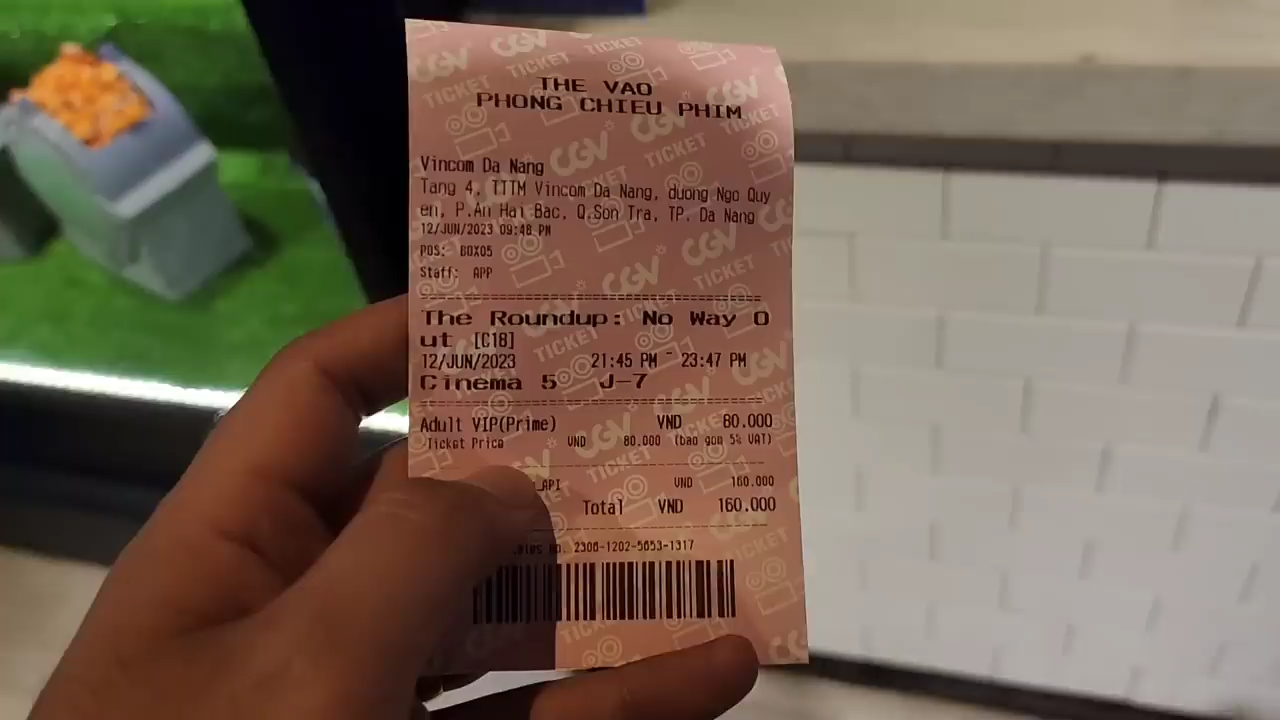 THE VAO
PHONG CHIEU PHIM
Vincom Da Nang
Tang 4, TTTM Vincom Da Nang, duong Ngo Quy
en, P.An Hai Bac, Q.Son Tra, TP. Da Nang
12/JUN/2023 09:48 PM
POS: BOX05
Staff: APP
The Roundup: No Way O
ut [C18]
12/JUN/2023 21:45 PM ~ 23:47 PM
Cinema 5 J-7
Adult VIP(Prime) VND 80.000
Ticket Price VND 80.000 (bao gom 5% VAT)
_API VND 160.000
Total VND 160.000
NO. 2306-1202-5653-1317